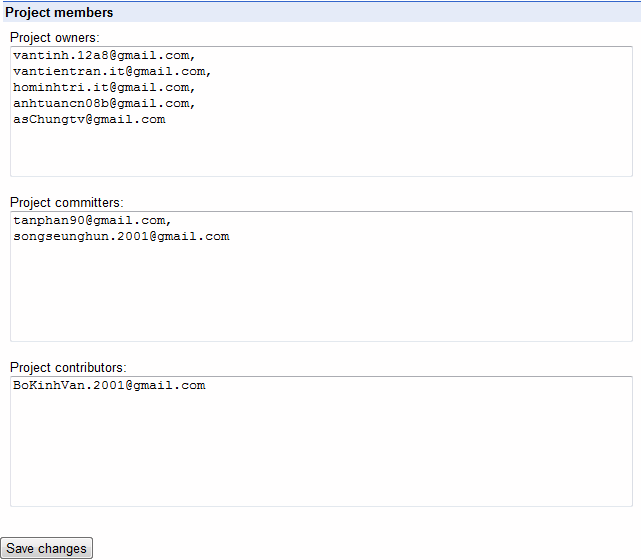 Project members
Project owners:
vantinh.12a8@gmail.com,
vantientran.it@gmail.com,
hominhtri.it@gmail.com,
anhtuancn08b@gmail.com,
asChungtv@gmail.com
Project committers:
tanphan90@gmail.com,
songseunghun.2001@gmail.com
Project contributors:
BoKinhVan.2001@gmail.com
Save changes